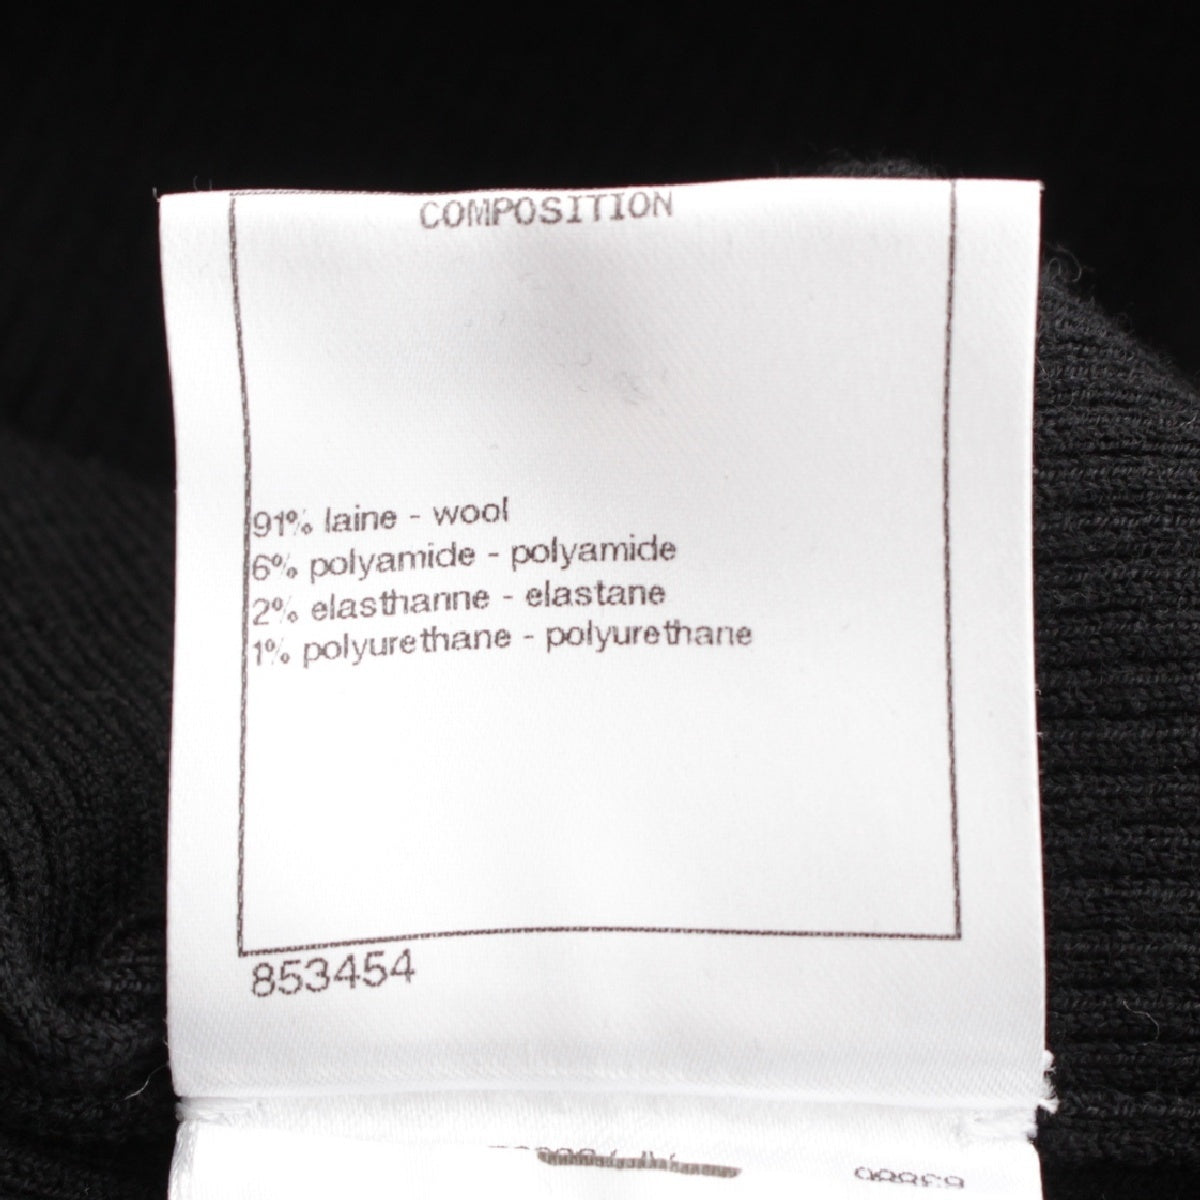 COMPOSITION
91% laine - wool
6% polyamide - polyamide
2% elasthanne - elastane
1% polyurethane - polyurethane
853454